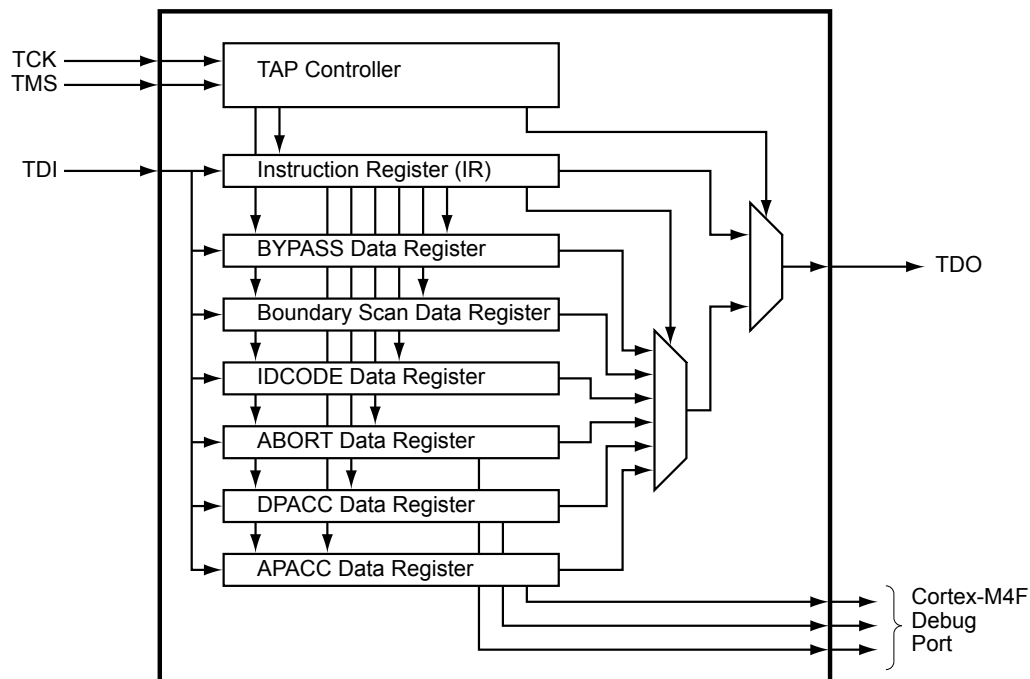 TCK
TMS
TAP Controller
TDI
Instruction Register (IR)
BYPASS Data Register
TDO
Boundary Scan Data Register
IDCODE Data Register
ABORT Data Register
DPACC Data Register
APACC Data Register
Cortex-M4F
Debug
Port